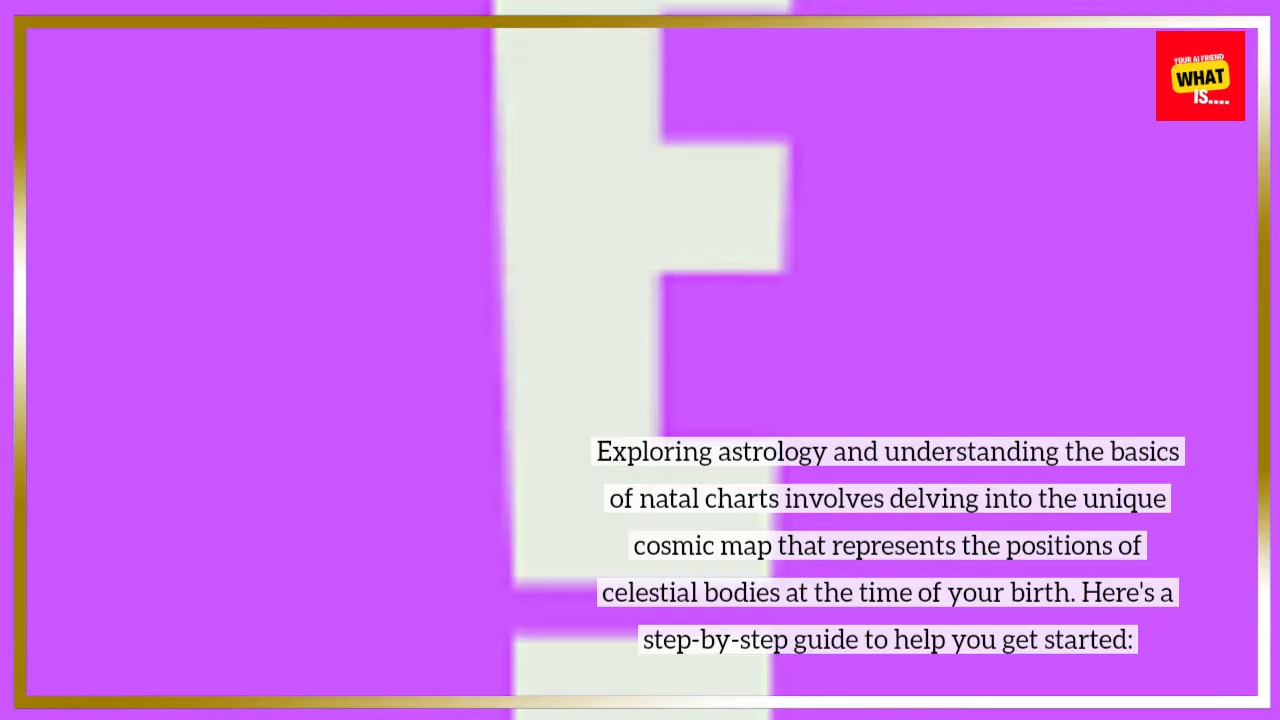 YOUR AI FRIEND
WHAT
IS....
Exploring astrology and understanding the basics
of natal charts involves delving into the unique
cosmic map that represents the positions of
celestial bodies at the time of your birth. Here's a
step-by-step guide to help you get started: